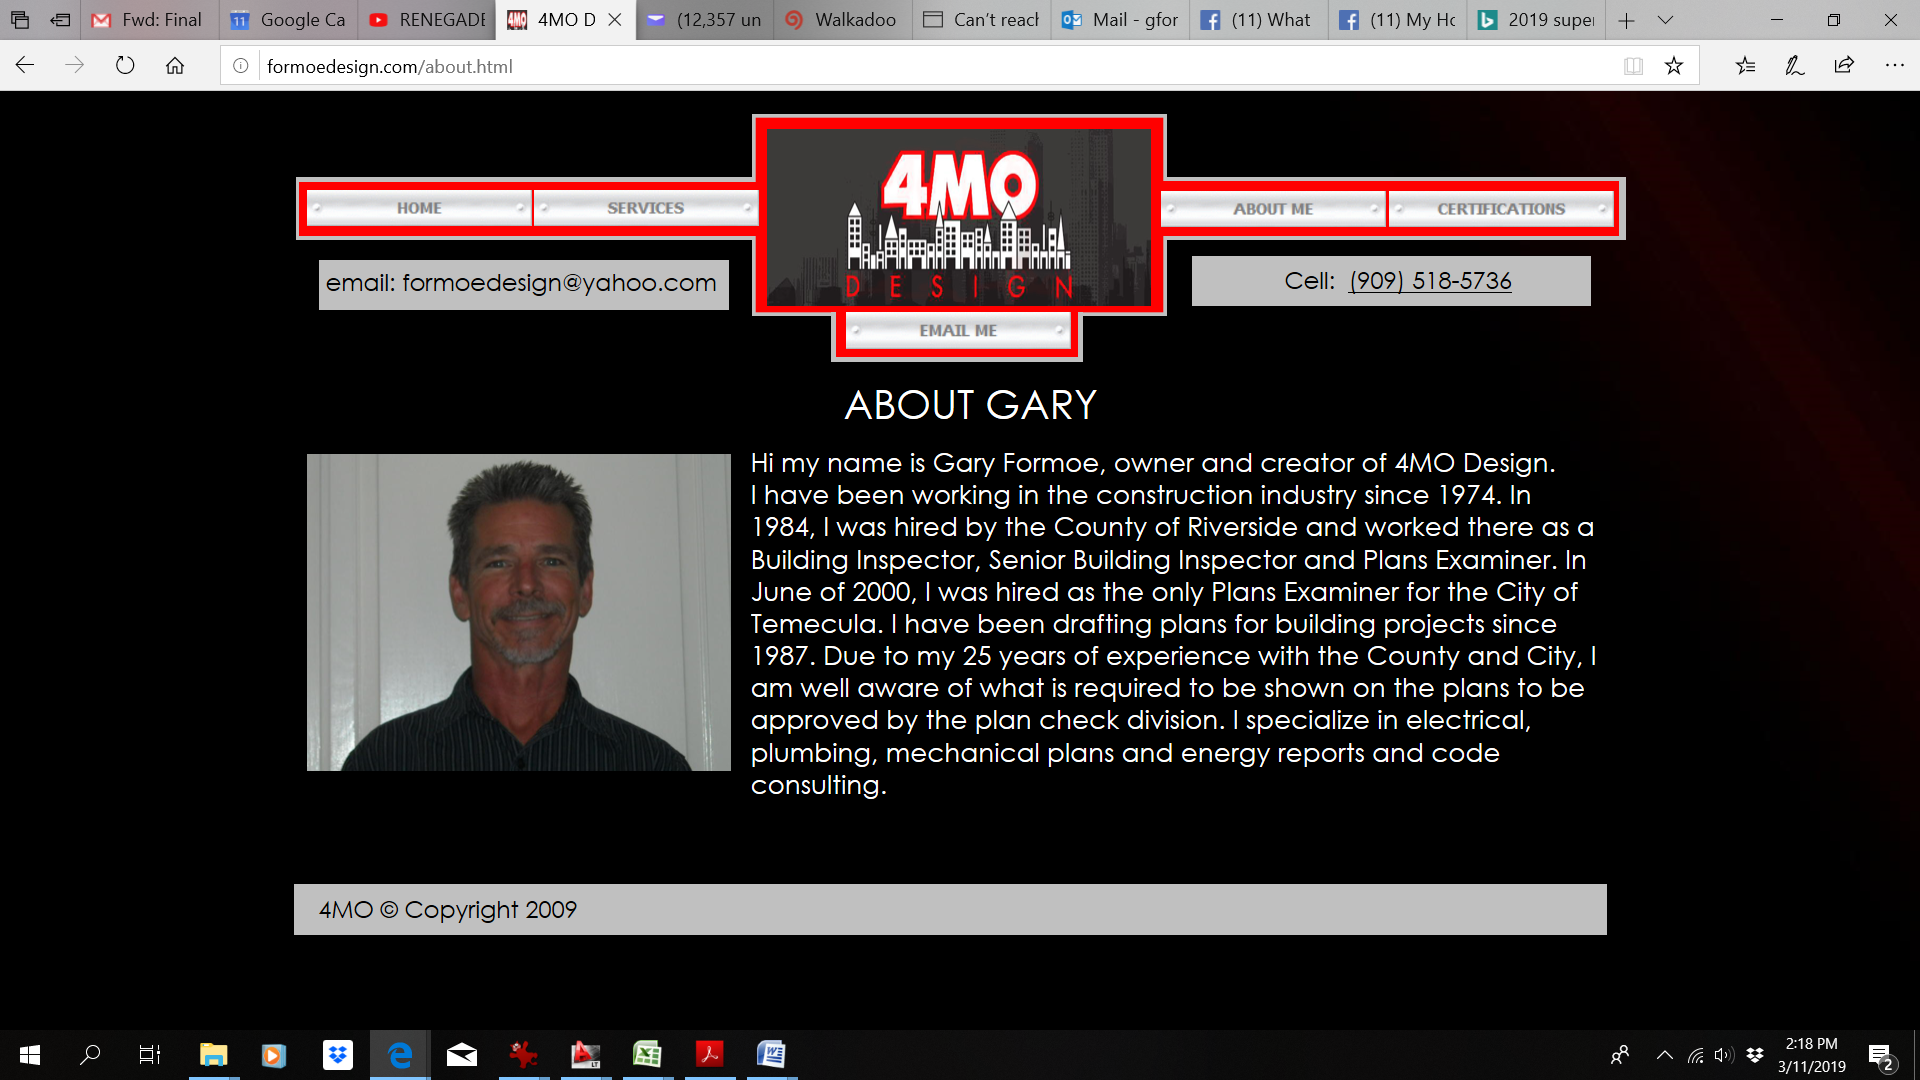 Fwd: Final
Google Ca
RENEGADE
4MO D
(12,357 un
Walkadoo
Can't reach
Mail - gfor
(11) What
(11) My Ho
2019 super
formoedesign.com/about.html
HOME
SERVICES
4MO
DESIGN
ABOUT ME
CERTIFICATIONS
email: formoedesign@yahoo.com
Cell: (909) 518-5736
EMAIL ME
ABOUT GARY
Hi my name is Gary Formoe, owner and creator of 4MO Design.
I have been working in the construction industry since 1974. In
1984, I was hired by the County of Riverside and worked there as a
Building Inspector, Senior Building Inspector and Plans Examiner. In
June of 2000, I was hired as the only Plans Examiner for the City of
Temecula. I have been drafting plans for building projects since
1987. Due to my 25 years of experience with the County and City, I
am well aware of what is required to be shown on the plans to be
approved by the plan check division. I specialize in electrical,
plumbing, mechanical plans and energy reports and code
consulting.
4MO © Copyright 2009
2:18 PM
3/11/2019
2